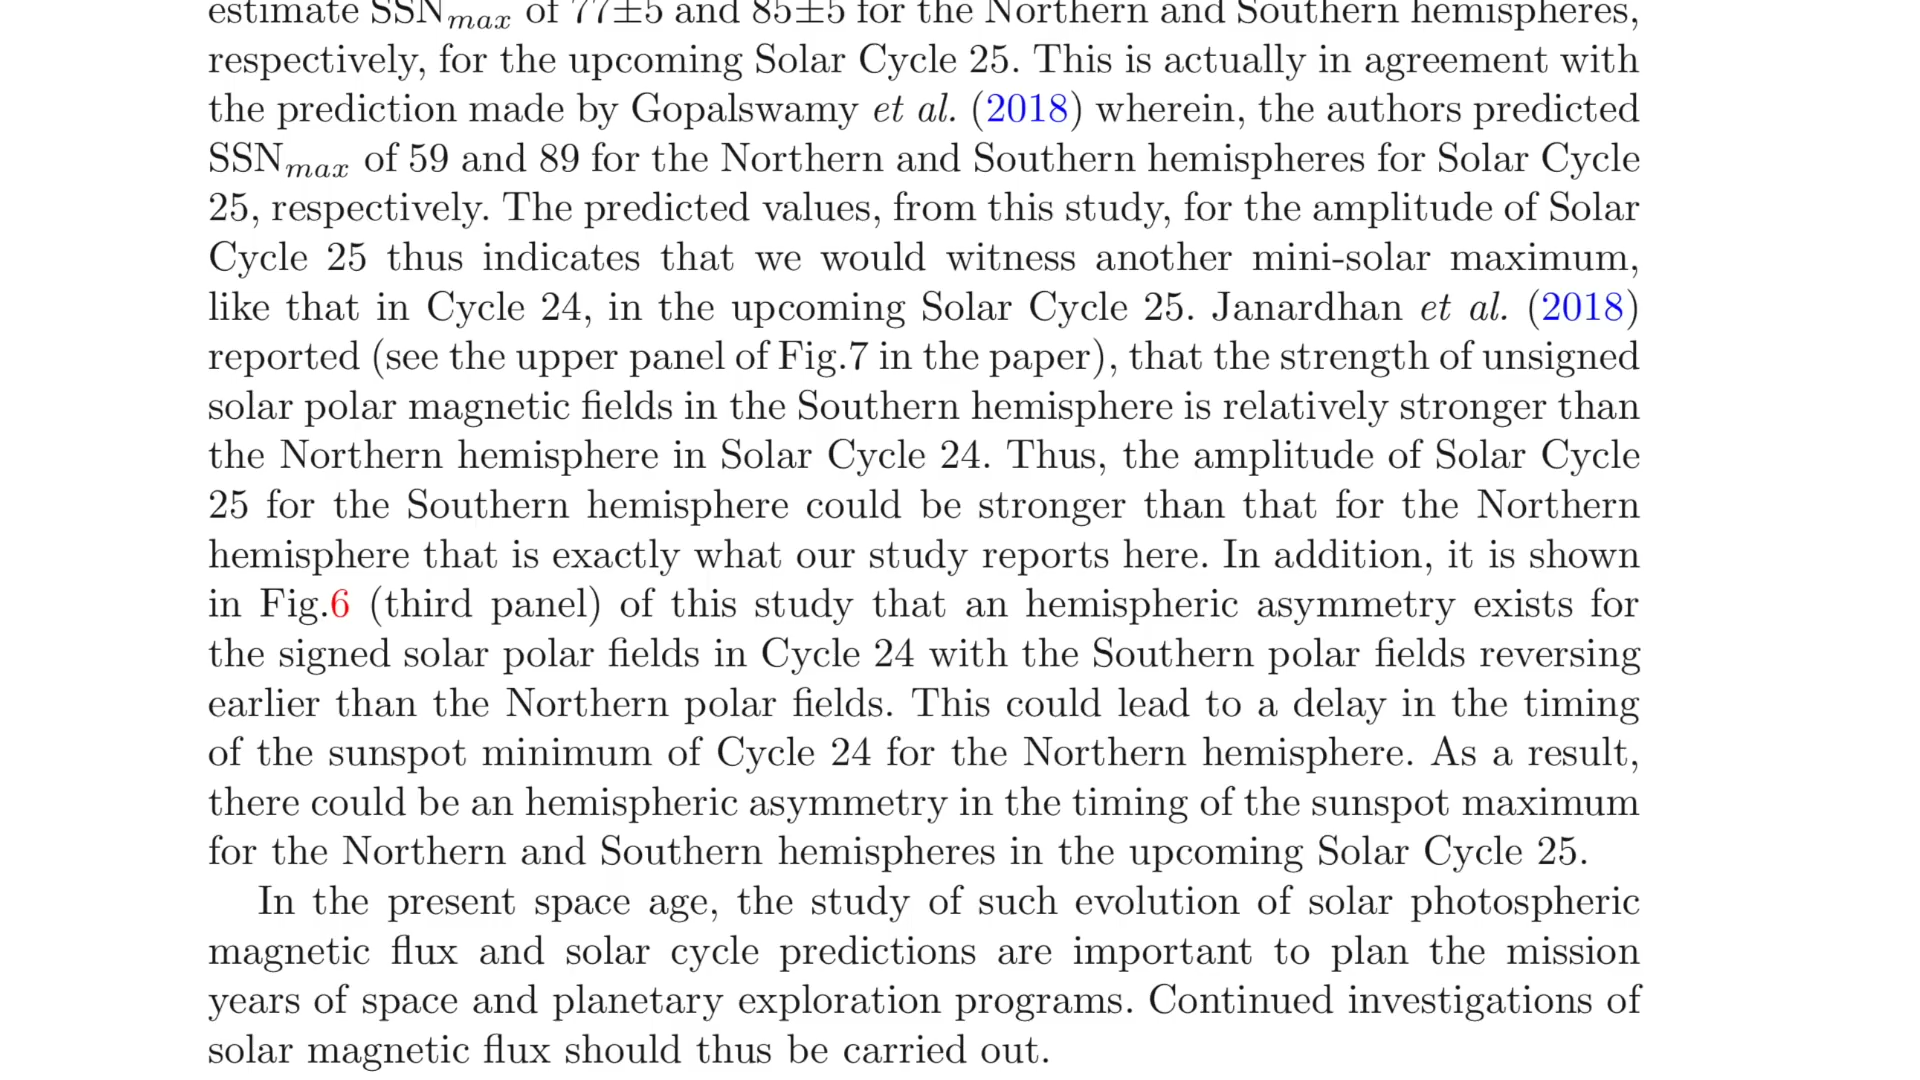 estimate SSNmax of 77±5 and 85±5 for the Northern and Southern hemispheres,
respectively, for the upcoming Solar Cycle 25. This is actually in agreement with
the prediction made by Gopalswamy et al. (2018) wherein, the authors predicted
SSNmax of 59 and 89 for the Northern and Southern hemispheres for Solar Cycle
25, respectively. The predicted values, from this study, for the amplitude of Solar
Cycle 25 thus indicates that we would witness another mini-solar maximum,
like that in Cycle 24, in the upcoming Solar Cycle 25. Janardhan et al. (2018)
reported (see the upper panel of Fig.7 in the paper), that the strength of unsigned
solar polar magnetic fields in the Southern hemisphere is relatively stronger than
the Northern hemisphere in Solar Cycle 24. Thus, the amplitude of Solar Cycle
25 for the Southern hemisphere could be stronger than that for the Northern
hemisphere that is exactly what our study reports here. In addition, it is shown
in Fig.6 (third panel) of this study that an hemispheric asymmetry exists for
the signed solar polar fields in Cycle 24 with the Southern polar fields reversing
earlier than the Northern polar fields. This could lead to a delay in the timing
of the sunspot minimum of Cycle 24 for the Northern hemisphere. As a result,
there could be an hemispheric asymmetry in the timing of the sunspot maximum
for the Northern and Southern hemispheres in the upcoming Solar Cycle 25.
In the present space age, the study of such evolution of solar photospheric
magnetic flux and solar cycle predictions are important to plan the mission
years of space and planetary exploration programs. Continued investigations of
solar magnetic flux should thus be carried out.